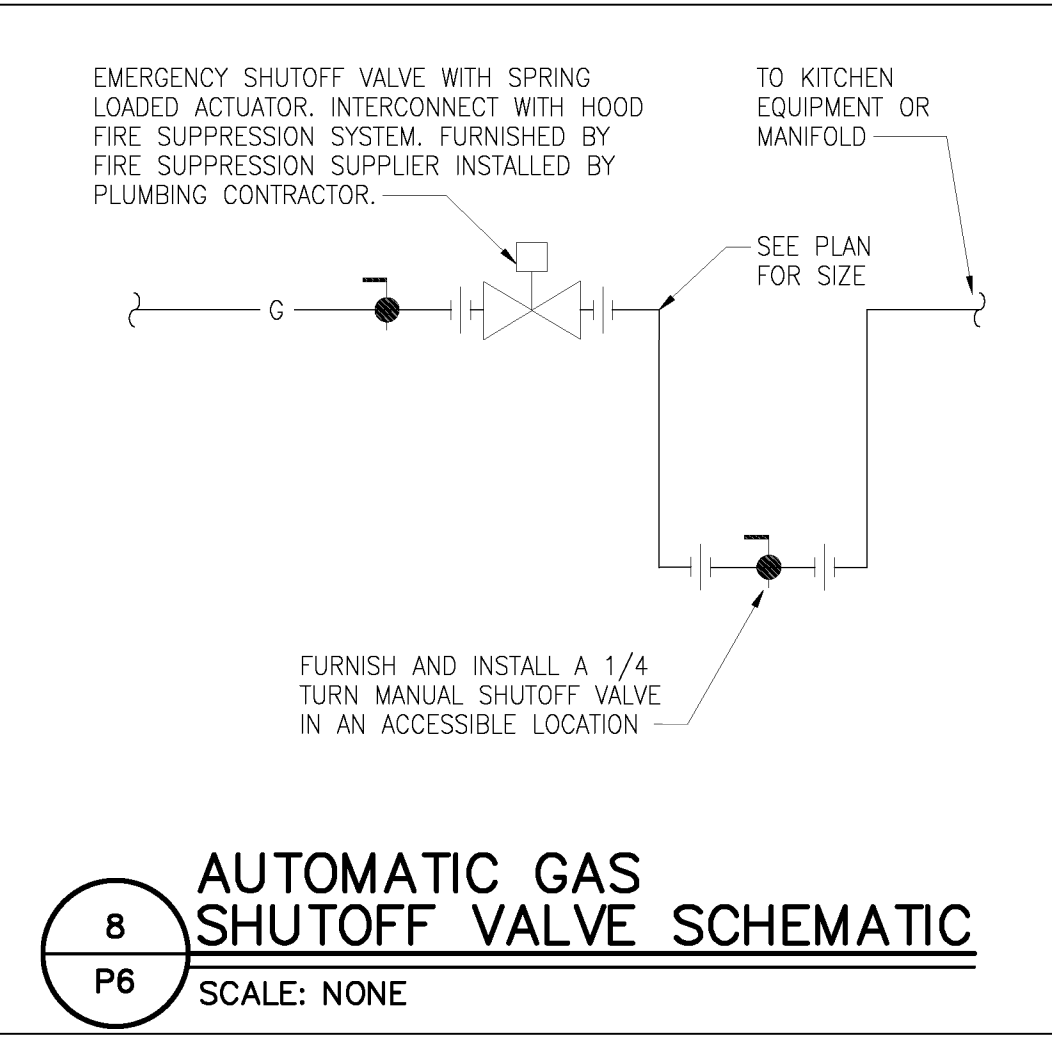 EMERGENCY SHUTOFF VALVE WITH SPRING
LOADED ACTUATOR. INTERCONNECT WITH HOOD
FIRE SUPPRESSION SYSTEM. FURNISHED BY
FIRE SUPPRESSION SUPPLIER INSTALLED BY
PLUMBING CONTRACTOR.
TO KITCHEN
EQUIPMENT OR
MANIFOLD
SEE PLAN
FOR SIZE
G
FURNISH AND INSTALL A 1/4
TURN MANUAL SHUTOFF VALVE
IN AN ACCESSIBLE LOCATION
8
P6
AUTOMATIC GAS
SHUTOFF VALVE SCHEMATIC
SCALE: NONE